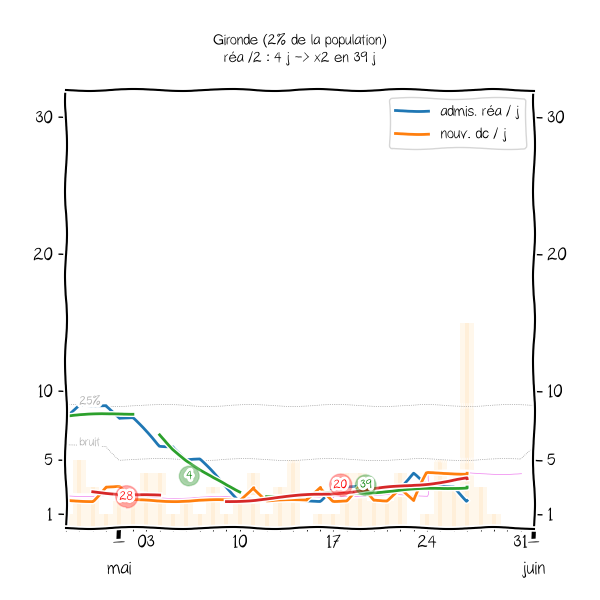 Gironde (2% de la population)
réa /2 : 4 j -> x2 en 39 j
admis. réa / j
nouv. dc / j
30
30
20
20
10
10
25%
bruit
5
5
4
28
20
39
1
1
03
10
17
24
31
mai
juin